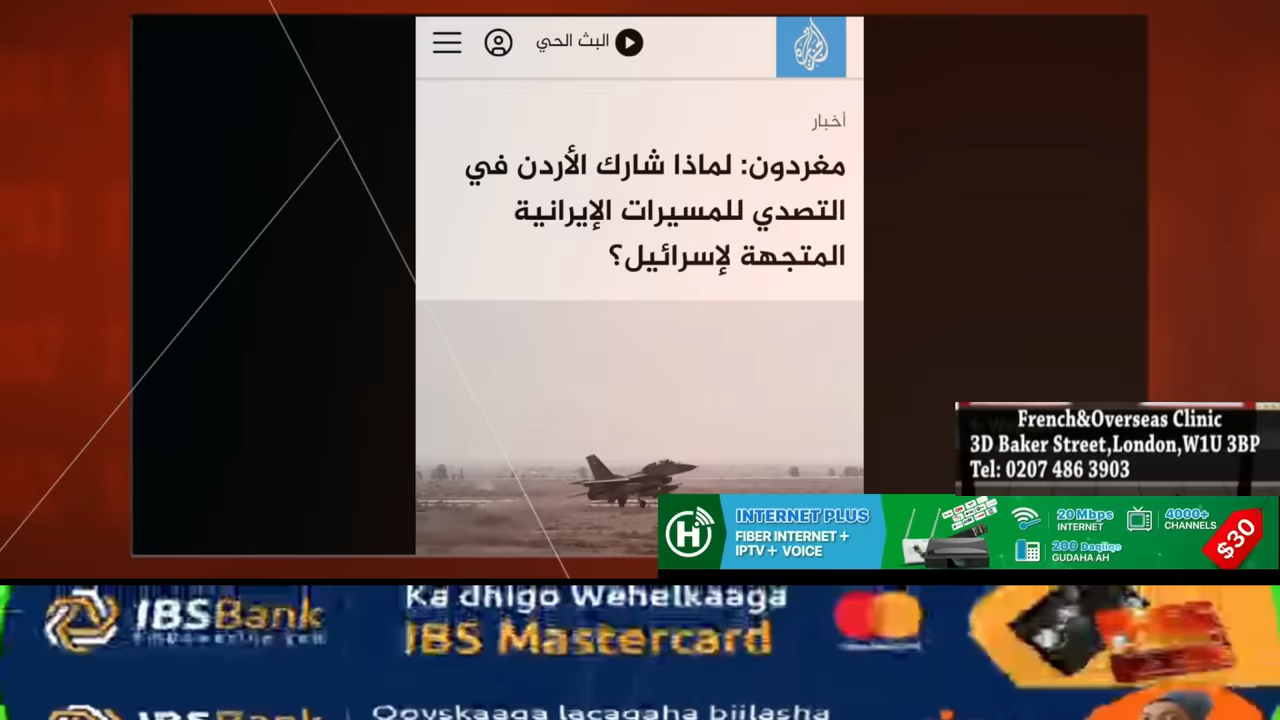 البث الحي
أخبار
مغردون: لماذا شارك الأردن في
التصدي للمسيرات الإيرانية
المتجهة لإسرائيل؟
French&Overseas Clinic
3D Baker Street,London,W1U 3BP
Tel: 0207 486 3903
INTERNET PLUS
FIBER INTERNET +
IPTV + VOICE
20 Mbps
INTERNET
4000+
CHANNELS
200 Daqiiqo
GUDAHA AH
$30
IBSBank
Ka dhigo Wehelkaaga
IBS Mastercard
IBSBank
Qoyskaaga lacagaha biilasha